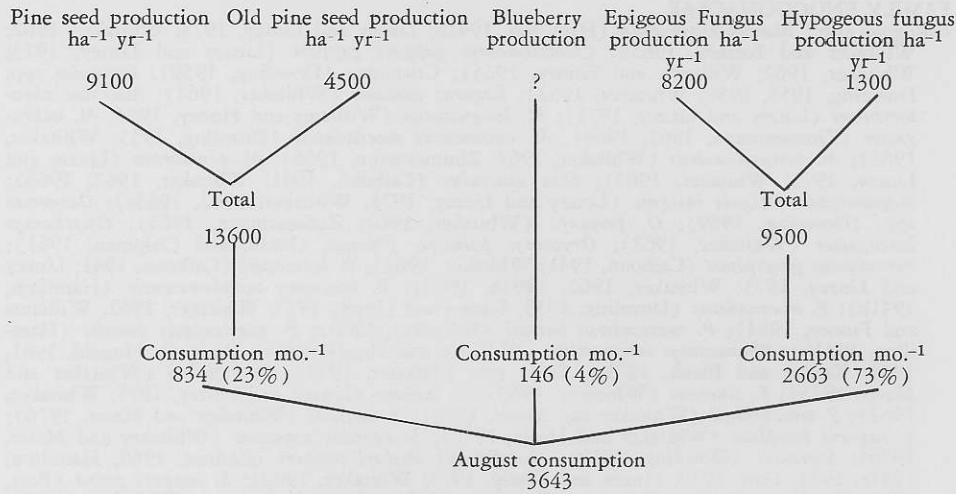 Pine seed production
ha⁻¹ yr⁻¹
9100
Old pine seed production
ha⁻¹ yr⁻¹
4500
Blueberry
production
?
Epigeous Fungus
production ha⁻¹
yr⁻¹
8200
Hypogeous fungus
production ha⁻¹
yr⁻¹
1300
Total
13600
Total
9500
Consumption mo.⁻¹
834 (23%)
Consumption mo.⁻¹
146 (4%)
Consumption mo.⁻¹
2663 (73%)
August consumption
3643